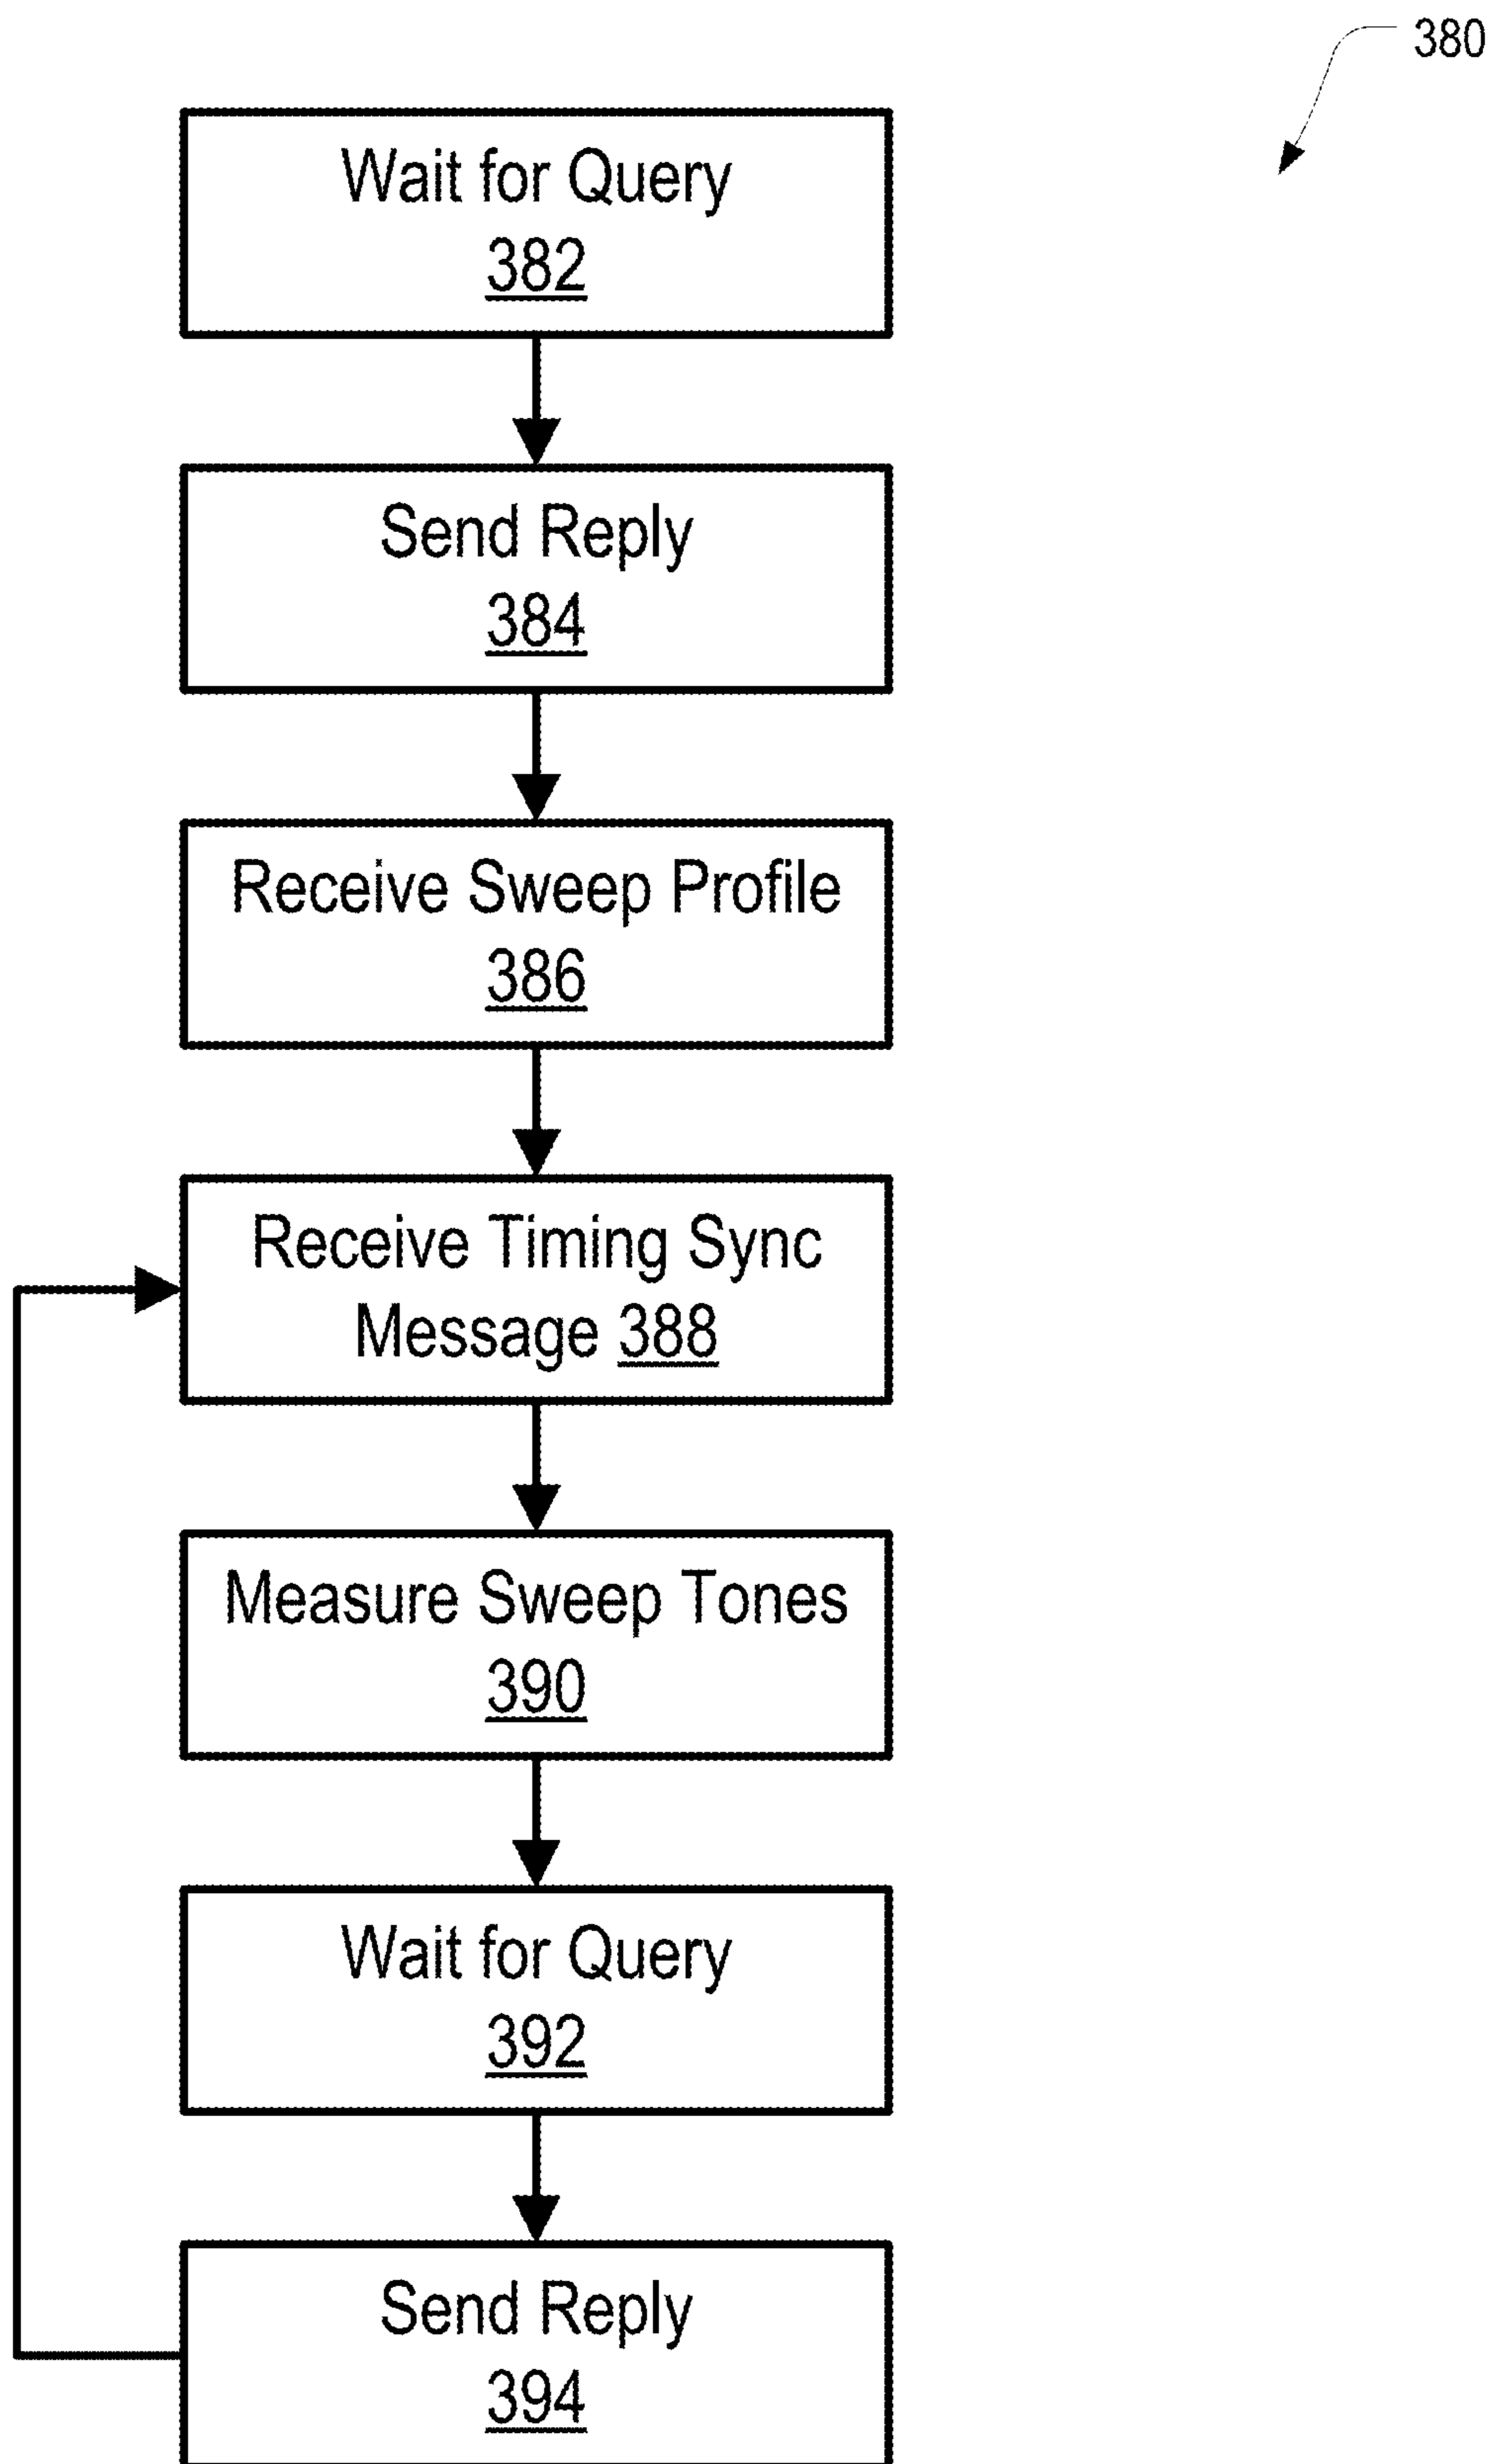 380
Wait for Query
382
Send Reply
384
Receive Sweep Profile
386
Receive Timing Sync
Message 388
Measure Sweep Tones
390
Wait for Query
392
Send Reply
394